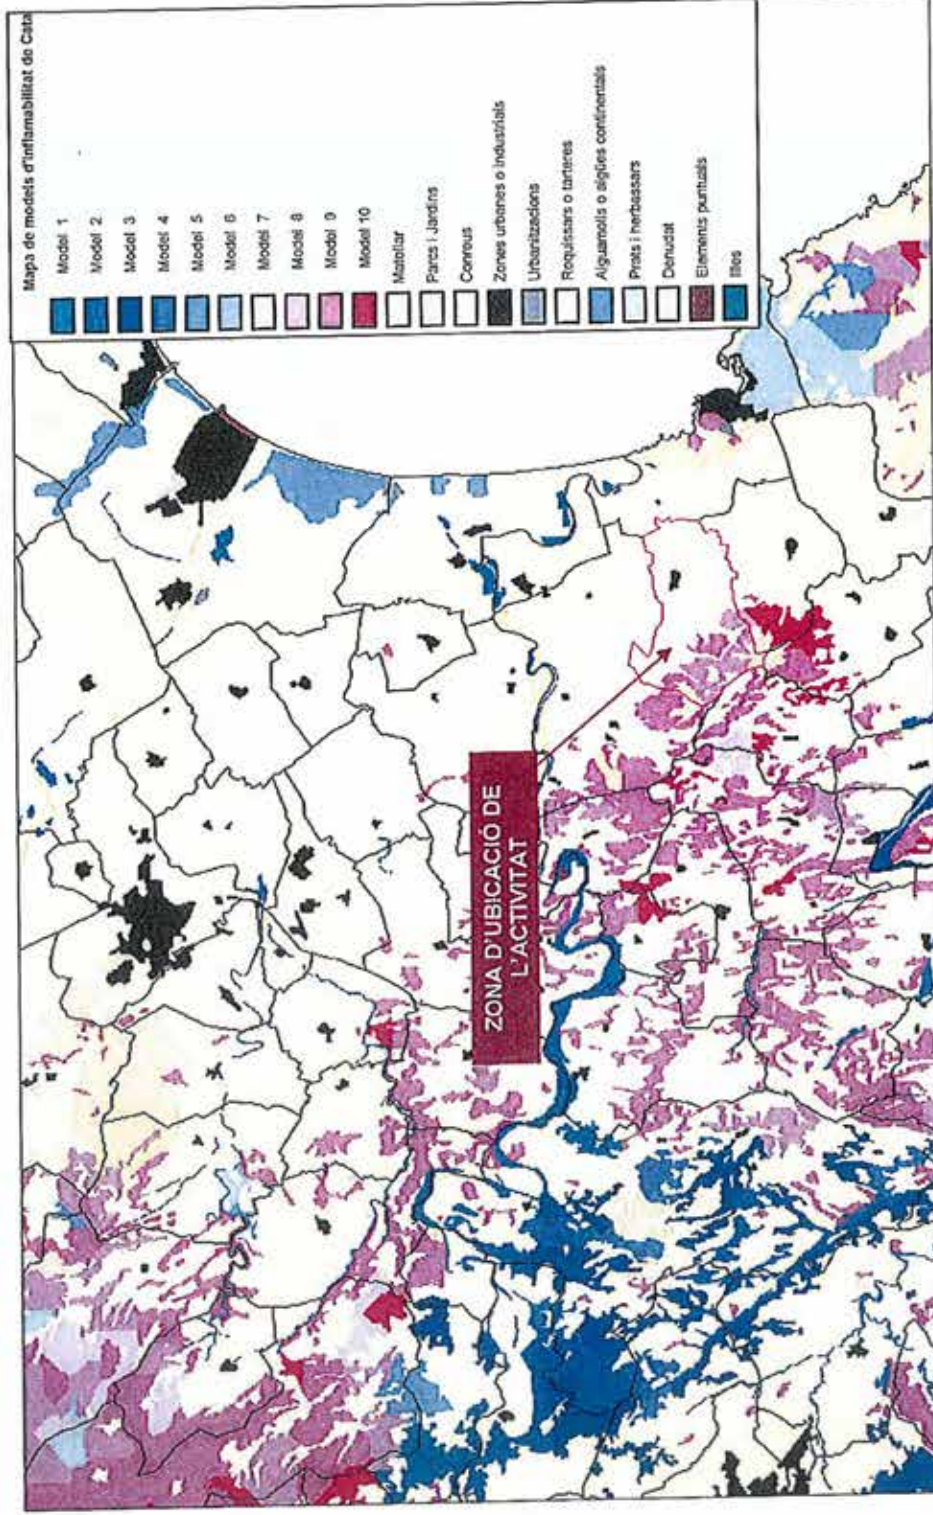 Mapa de models d'inflamabilitat de Cata
Model 1
Model 2
Model 3
Model 4
Model 5
Model 6
Model 7
Model 8
Model 9
Model 10
Matollar
Parcs i Jardins
Conreus
Zones urbanes o industrials
Urbanitzacions
Roquissars o tarteres
Aiguamolls o aigües continentals
Prats i herbassars
Denudat
Elements puntuals
Illes
ZONA D'UBICACIÓ DE
L'ACTIVITAT